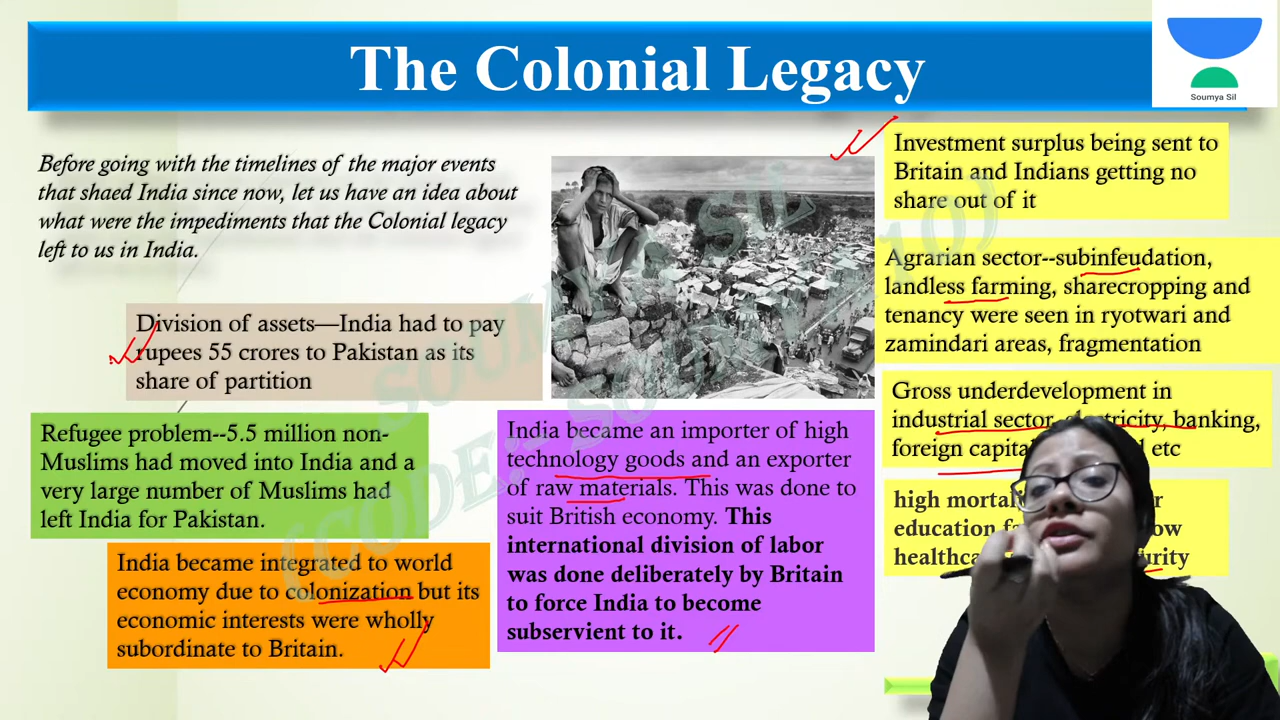 The Colonial Legacy
Soumya Sil
Before going with the timelines of the major events
that shaed India since now, let us have an idea about
what were the impediments that the Colonial legacy
left to us in India.
Division of assets—India had to pay
rupees 55 crores to Pakistan as its
share of partition
Refugee problem--5.5 million non-
Muslims had moved into India and a
very large number of Muslims had
left India for Pakistan.
India became integrated to world
economy due to colonization but its
economic interests were wholly
subordinate to Britain.
India became an importer of high
technology goods and an exporter
of raw materials. This was done to
suit British economy. This
international division of labor
was done deliberately by Britain
to force India to become
subservient to it.
Investment surplus being sent to
Britain and Indians getting no
share out of it
Agrarian sector--subinfeudation,
landless farming, sharecropping and
tenancy were seen in ryotwari and
zamindari areas, fragmentation
Gross underdevelopment in
industrial sector, electricity, banking,
foreign capital etc
high
education
SOUMYA SIL
(CODE: SOUMYA10)